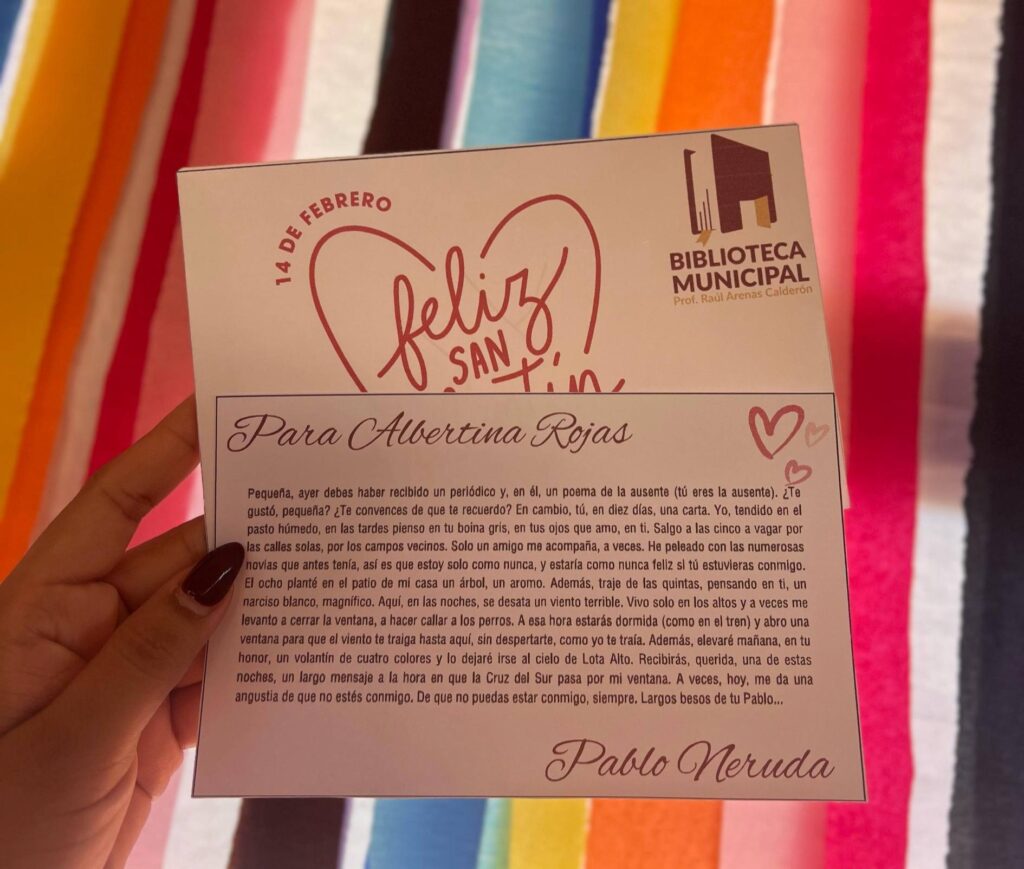 14 DE FEBRERO
feliz
SAN
BIBLIOTECA
MUNICIPAL
Prof. Raúl Arenas Calderón
Para Albertina Rojas
Pequeña, ayer debes haber recibido un periódico y, en él, un poema de la ausente (tú eres la ausente). ¿Te
gustó, pequeña? ¿Te convences de que te recuerdo? En cambio, tú, en diez días, una carta. Yo, tendido en el
pasto húmedo, en las tardes pienso en tu boina gris, en tus ojos que amo, en ti. Salgo a las cinco a vagar por
las calles solas, por los campos vecinos. Solo un amigo me acompaña, a veces. He peleado con las numerosas
novias que antes tenía, así es que estoy solo como nunca, y estaría como nunca feliz si tú estuvieras conmigo.
El ocho planté en el patio de mi casa un árbol, un aromo. Además, traje de las quintas, pensando en ti, un
narciso blanco, magnífico. Aquí, en las noches, se desata un viento terrible. Vivo solo en los altos y a veces me
levanto a cerrar la ventana, a hacer callar a los perros. A esa hora estarás dormida (como en el tren) y abro una
ventana para que el viento te traiga hasta aquí, sin despertarte, como yo te traía. Además, elevaré mañana, en tu
honor, un volantín de cuatro colores y lo dejaré irse al cielo de Lota Alto. Recibirás, querida, una de estas
noches, un largo mensaje a la hora en que la Cruz del Sur pasa por mi ventana. A veces, hoy, me da una
angustia de que no estés conmigo. De que no puedas estar conmigo, siempre. Largos besos de tu Pablo...
Pablo Neruda